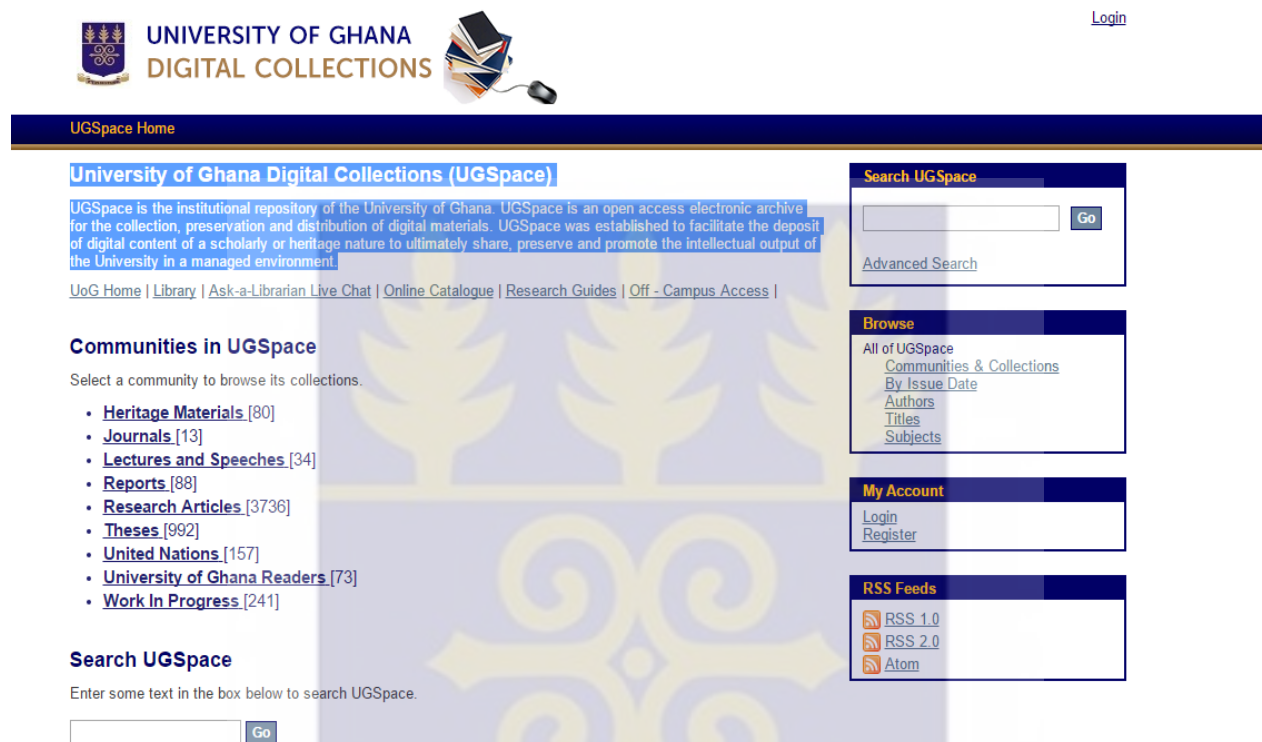 UNIVERSITY OF GHANA
DIGITAL COLLECTIONS
Login
UGSpace Home
University of Ghana Digital Collections (UGSpace)
UGSpace is the institutional repository of the University of Ghana. UGSpace is an open access electronic archive
for the collection, preservation and distribution of digital materials. UGSpace was established to facilitate the deposit
of digital content of a scholarly or heritage nature to ultimately share, preserve and promote the intellectual output of
the University in a managed environment.
UoG Home | Library | Ask-a-Librarian Live Chat | Online Catalogue | Research Guides | Off - Campus Access |
Communities in UGSpace
Select a community to browse its collections.
Heritage Materials [80]
Journals [13]
Lectures and Speeches [34]
Reports [88]
Research Articles [3736]
Theses [992]
United Nations [157]
University of Ghana Readers [73]
Work In Progress [241]
Search UGSpace
Enter some text in the box below to search UGSpace.
Go
Search UGSpace
Go
Advanced Search
Browse
All of UGSpace
Communities & Collections
By Issue Date
Authors
Titles
Subjects
My Account
Login
Register
RSS Feeds
RSS 1.0
RSS 2.0
Atom